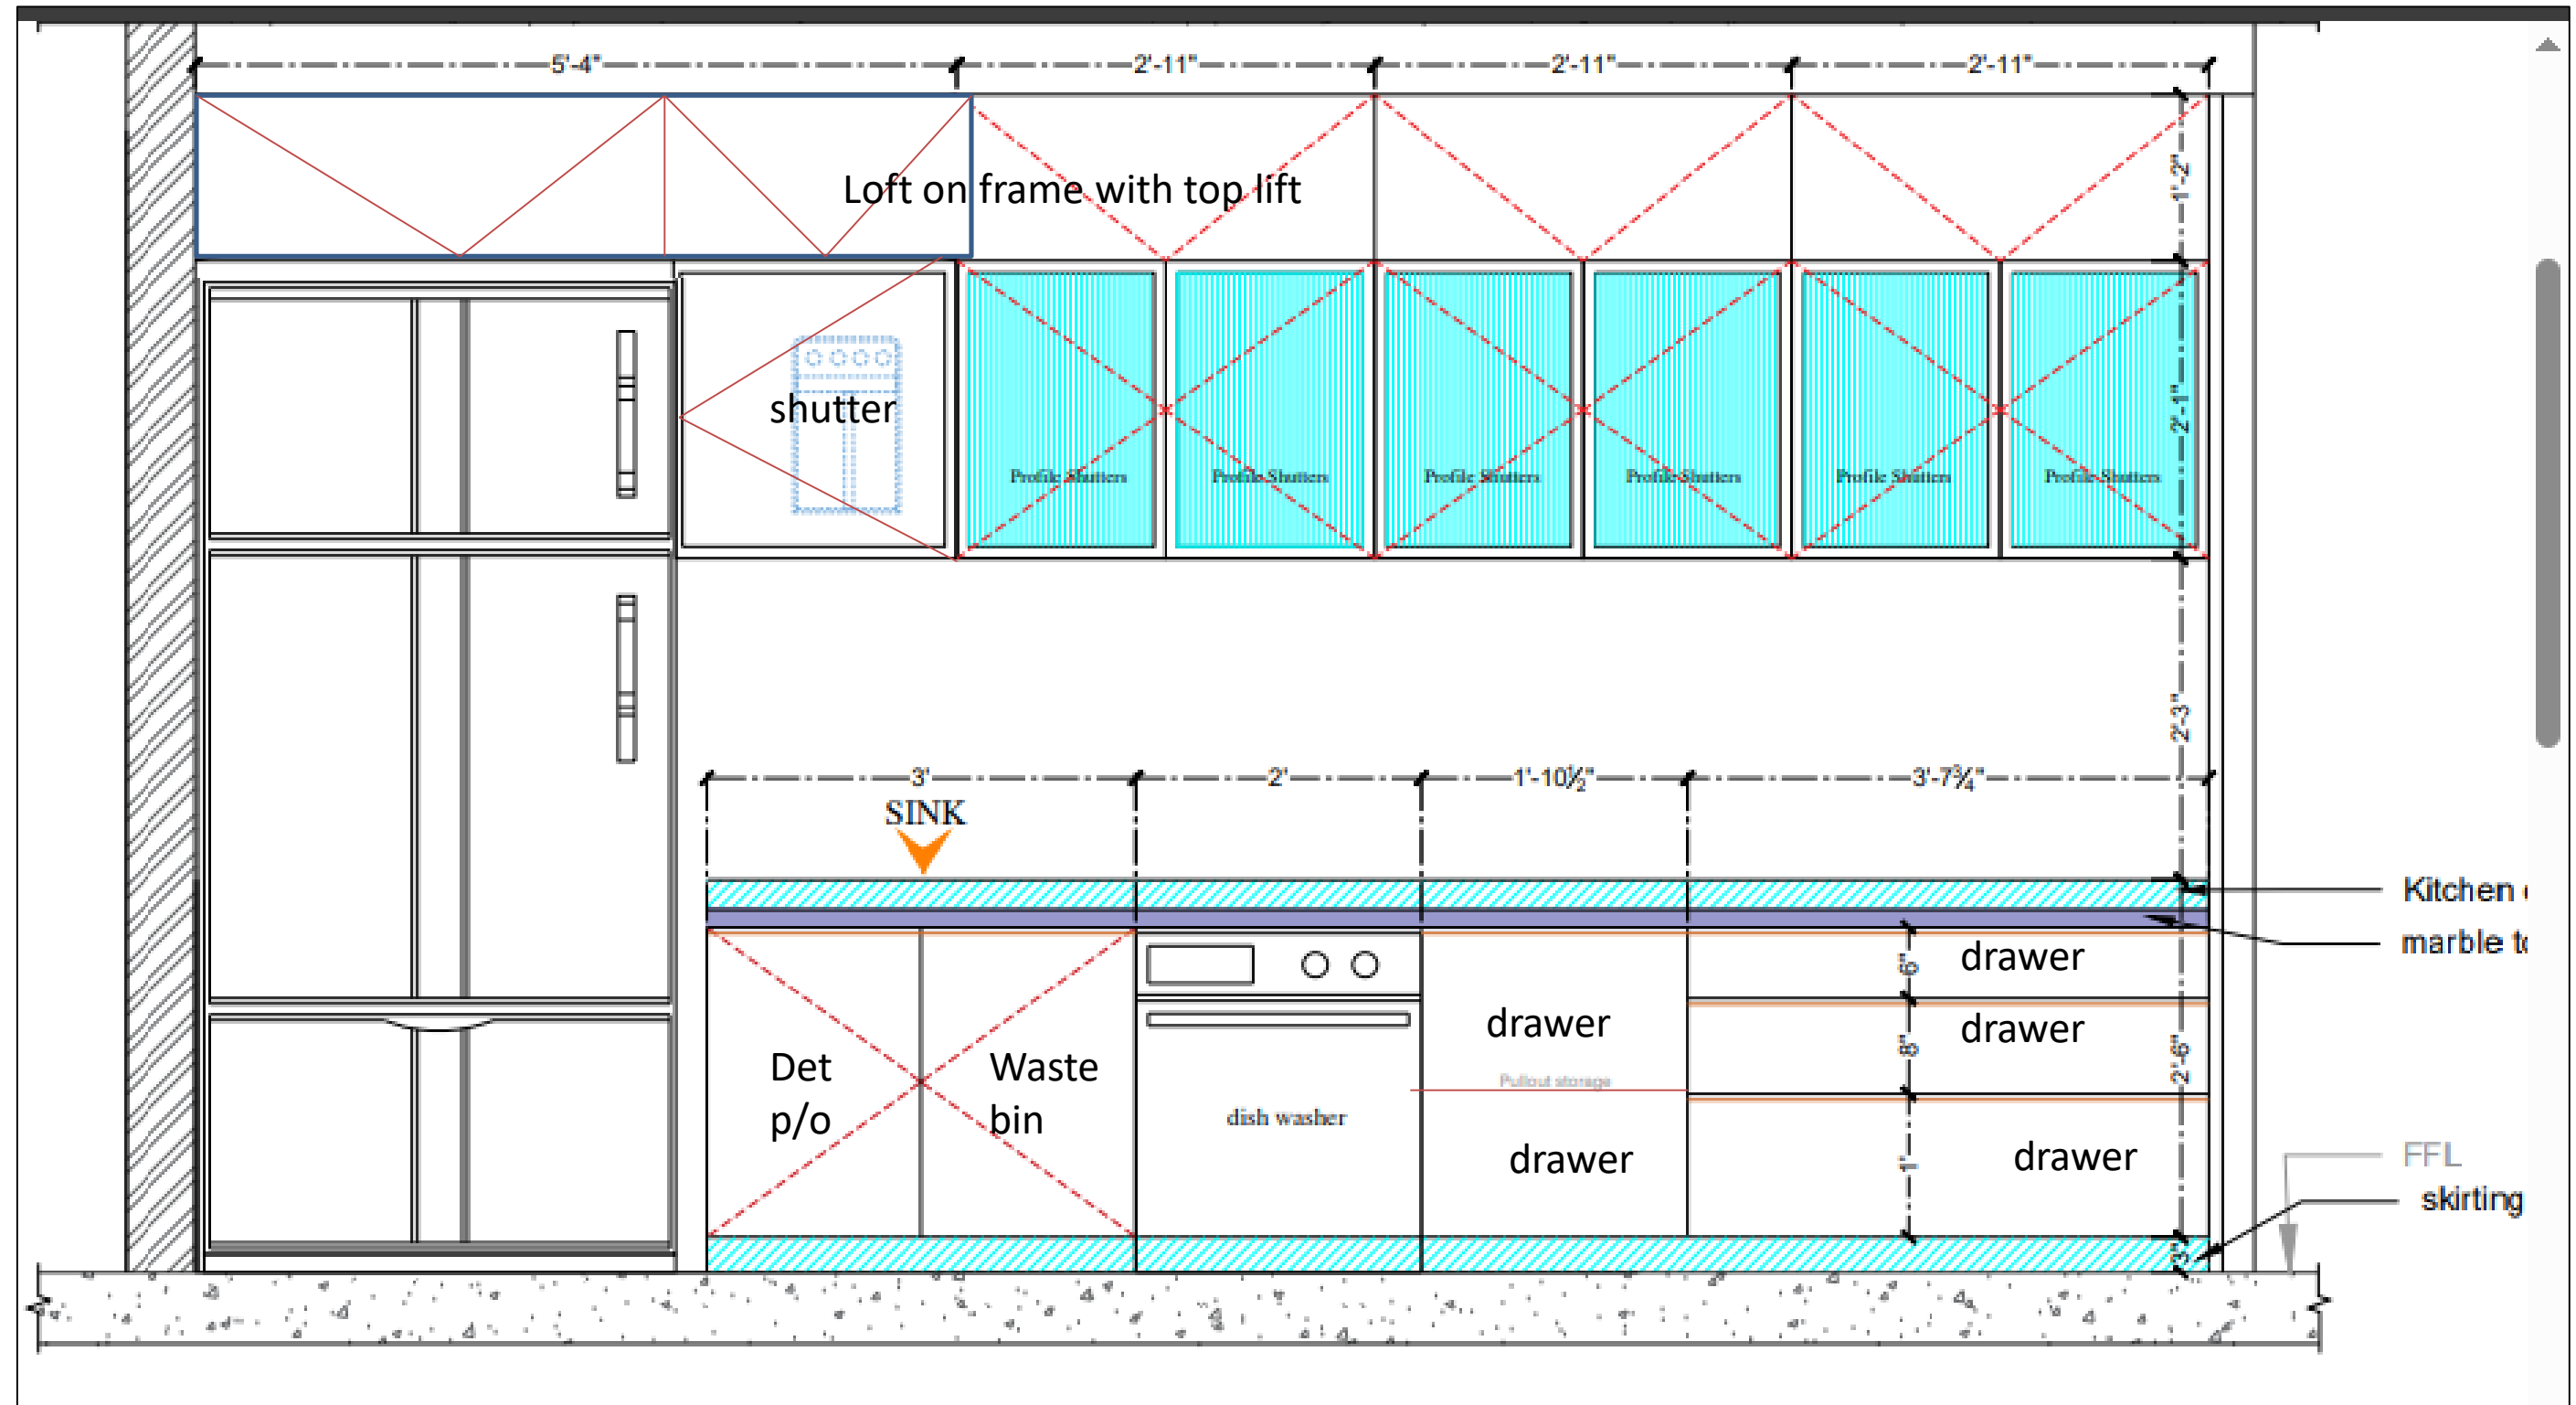 5'-4"
2'-11"
2'-11"
2'-11"
1'-2"
Loft on frame with top lift
shutter
2'-1"
Profile Shutters
Profile Shutters
Profile Shutters
Profile Shutters
Profile Shutters
Profile Shutters
2'-3"
3'
2'
1'-10½"
3'-7¾"
SINK
Kitchen
marble
drawer
6"
drawer
drawer
8"
2'-6"
Det
p/o
Waste
bin
Pullout storage
dish washer
drawer
1'
drawer
FFL
skirting
3"